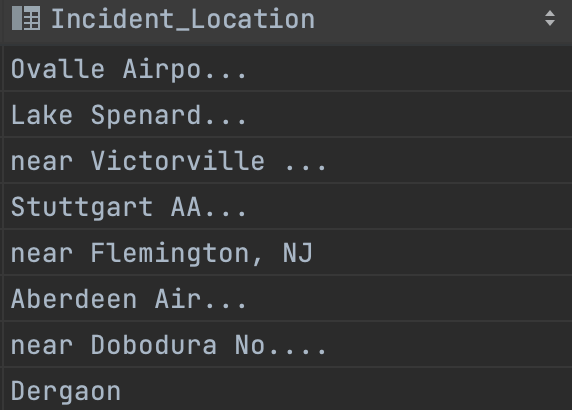 Incident_Location
Ovalle Airpo...
Lake Spenard...
near Victorville ...
Stuttgart AA...
near Flemington, NJ
Aberdeen Air...
near Dobodura No....
Dergaon